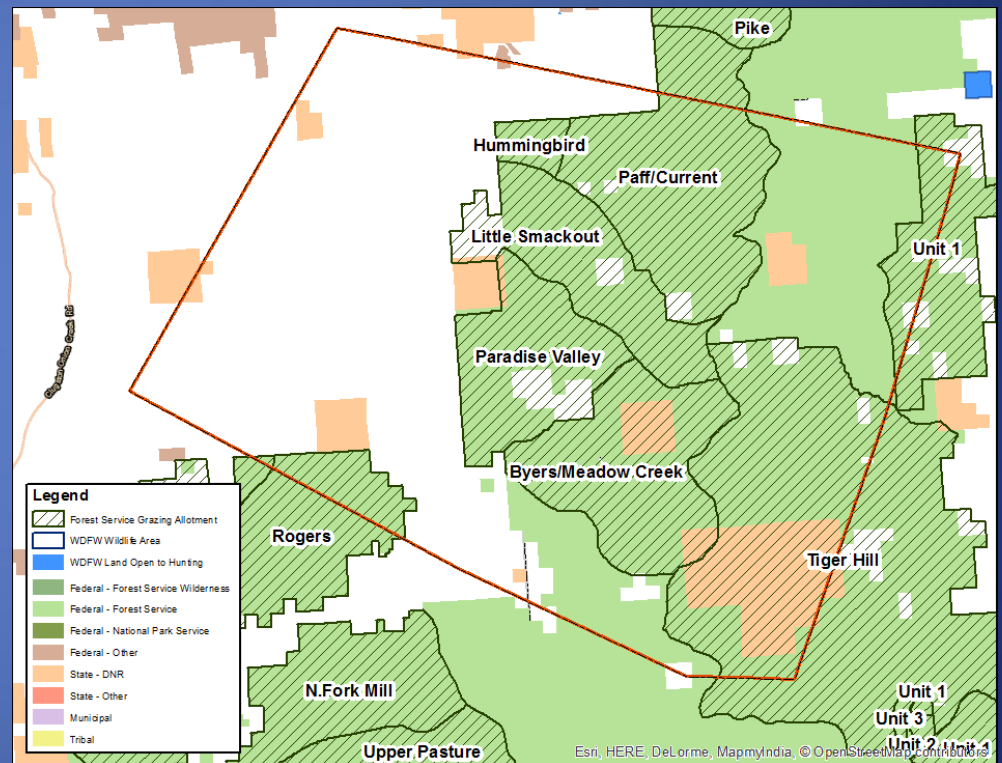 Pike
Hummingbird
Paff/Current
Little Smackout
Unit 1
Paradise Valley
Byers/Meadow Creek
Rogers
Tiger Hill
N.Fork Mill
Unit 1
Unit 3
Unit 2
Unit 1
Upper Pasture
Legend
Forest Service Grazing Allotment
WDFW Wildlife Area
WDFW Land Open to Hunting
Federal - Forest Service Wilderness
Federal - Forest Service
Federal - National Park Service
Federal - Other
State - DNR
State - Other
Municipal
Tribal
Esri, HERE, DeLorme, MapmyIndia, © OpenStreetMap contributors